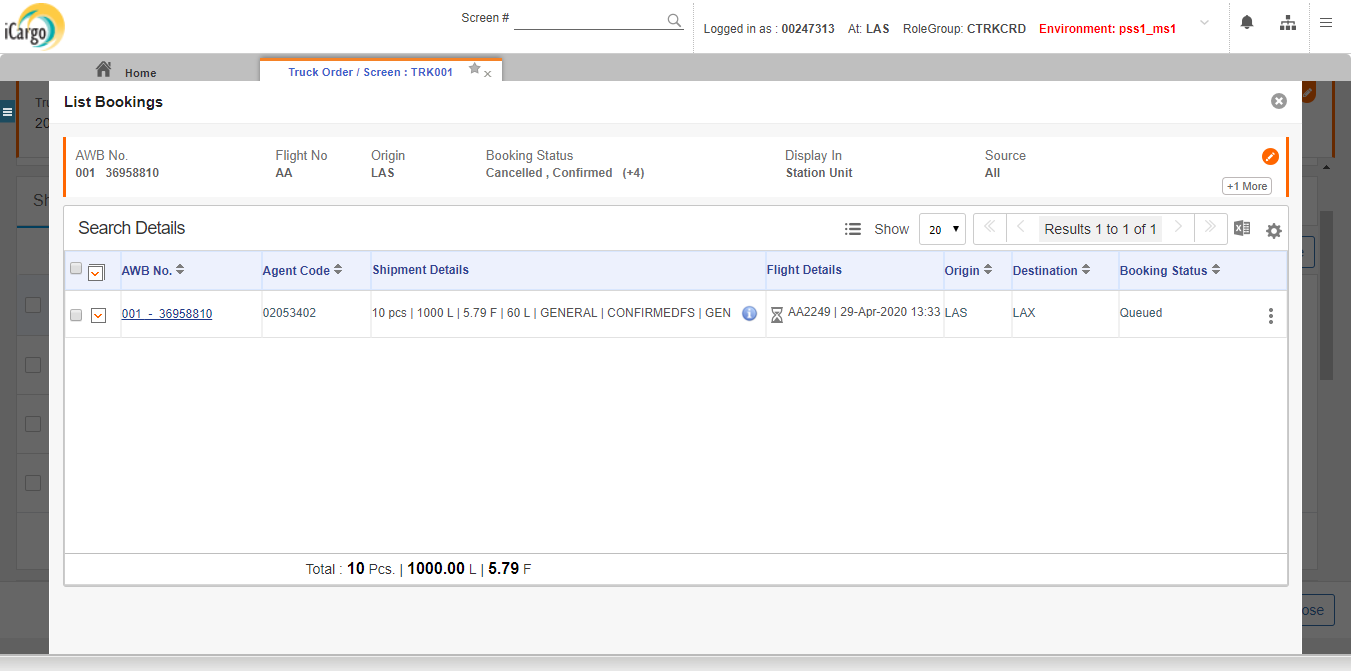 iCargo
Screen #
Logged in as : 00247313 At: LAS RoleGroup: CTRKCRD Environment: pss1_ms1
Home
Truck Order / Screen : TRK001
Tru
20
List Bookings
AWB No. Flight No Origin Booking Status Display In Source
001 36958810 AA LAS Cancelled , Confirmed (+4) Station Unit All
+1 More
Sh
Search Details
Show 20 Results 1 to 1 of 1
AWB No. Agent Code Shipment Details Flight Details Origin Destination Booking Status
001 - 36958810 02053402 10 pcs | 1000 L | 5.79 F | 60 L | GENERAL | CONFIRMEDFS | GEN AA2249 | 29-Apr-2020 13:33 LAS LAX Queued
Total : 10 Pcs. | 1000.00 L | 5.79 F
ose